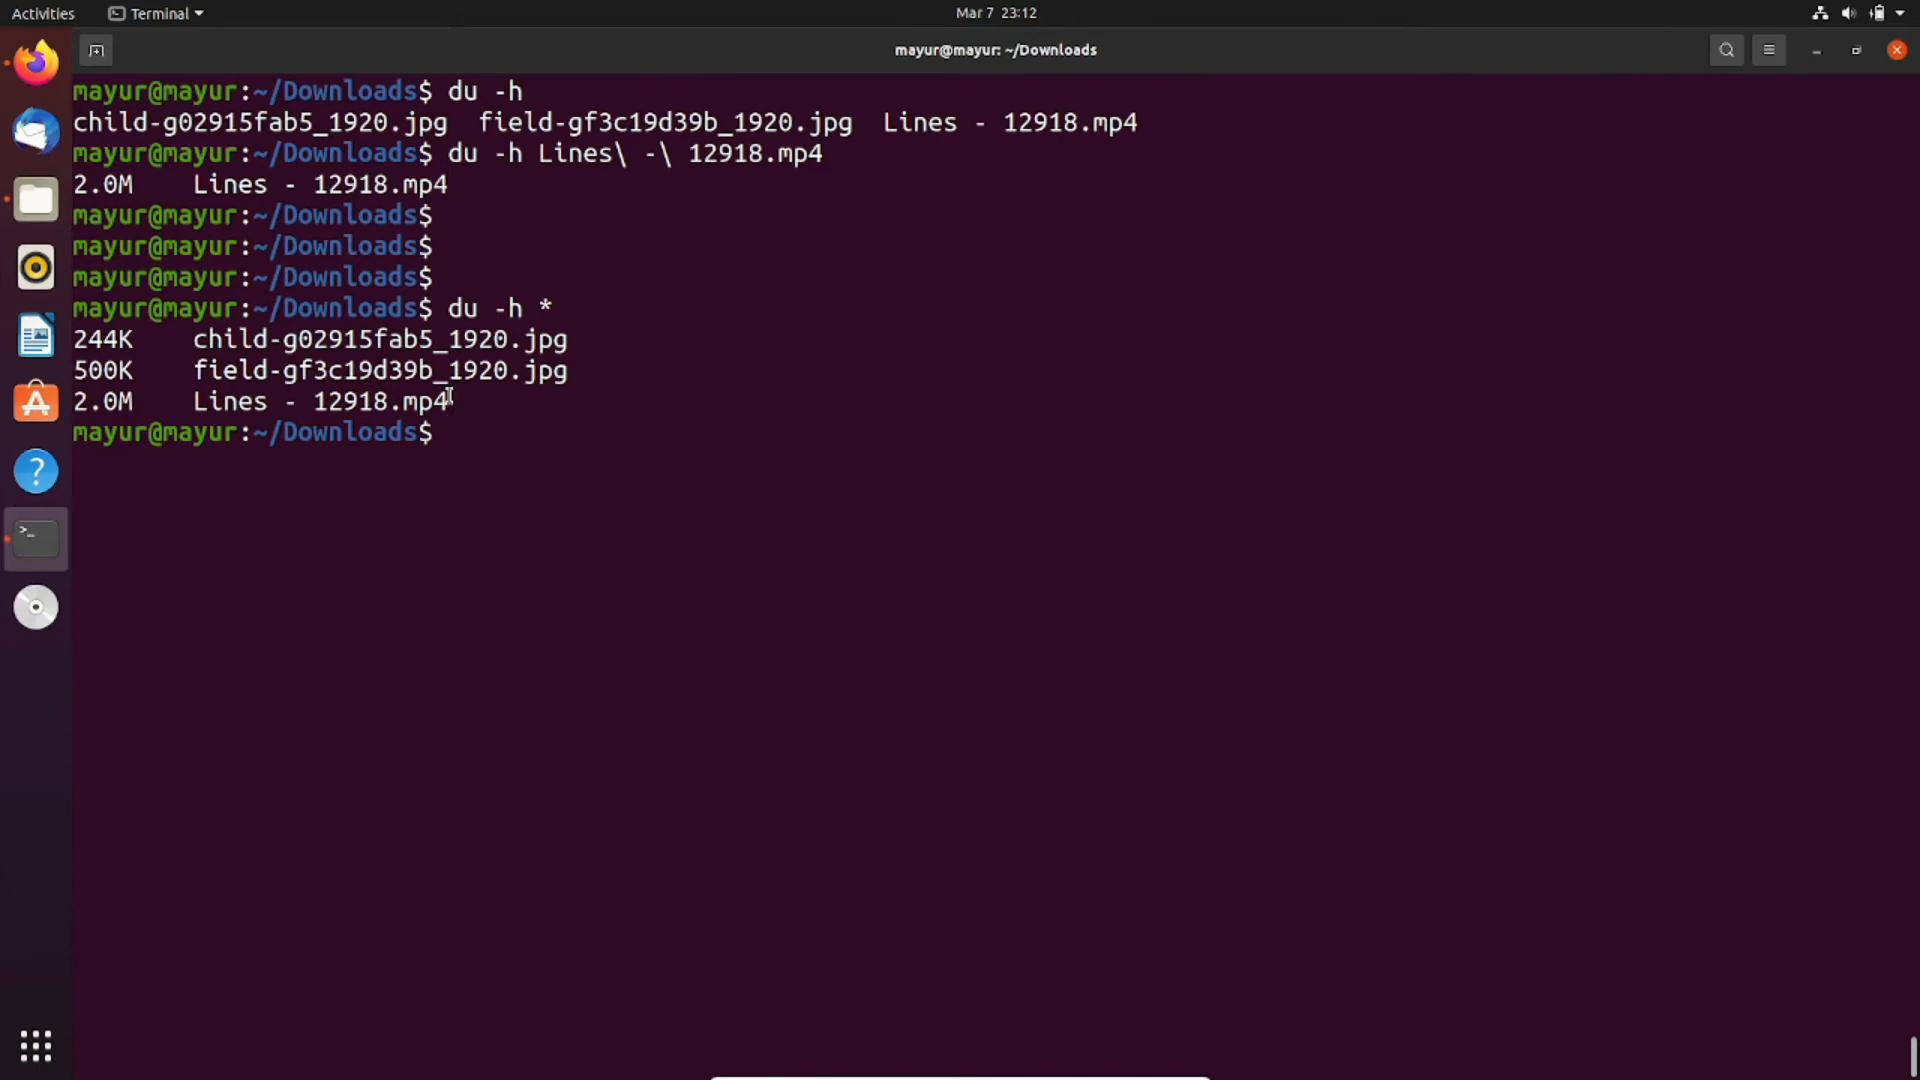 Activities Terminal Mar 7 23:12
mayur@mayur: ~/Downloads
mayur@mayur:~/Downloads$ du -h
child-g02915fab5_1920.jpg  field-gf3c19d39b_1920.jpg  Lines - 12918.mp4
mayur@mayur:~/Downloads$ du -h Lines\ -\ 12918.mp4
2.0M    Lines - 12918.mp4
mayur@mayur:~/Downloads$
mayur@mayur:~/Downloads$
mayur@mayur:~/Downloads$
mayur@mayur:~/Downloads$ du -h *
244K    child-g02915fab5_1920.jpg
500K    field-gf3c19d39b_1920.jpg
2.0M    Lines - 12918.mp4
mayur@mayur:~/Downloads$